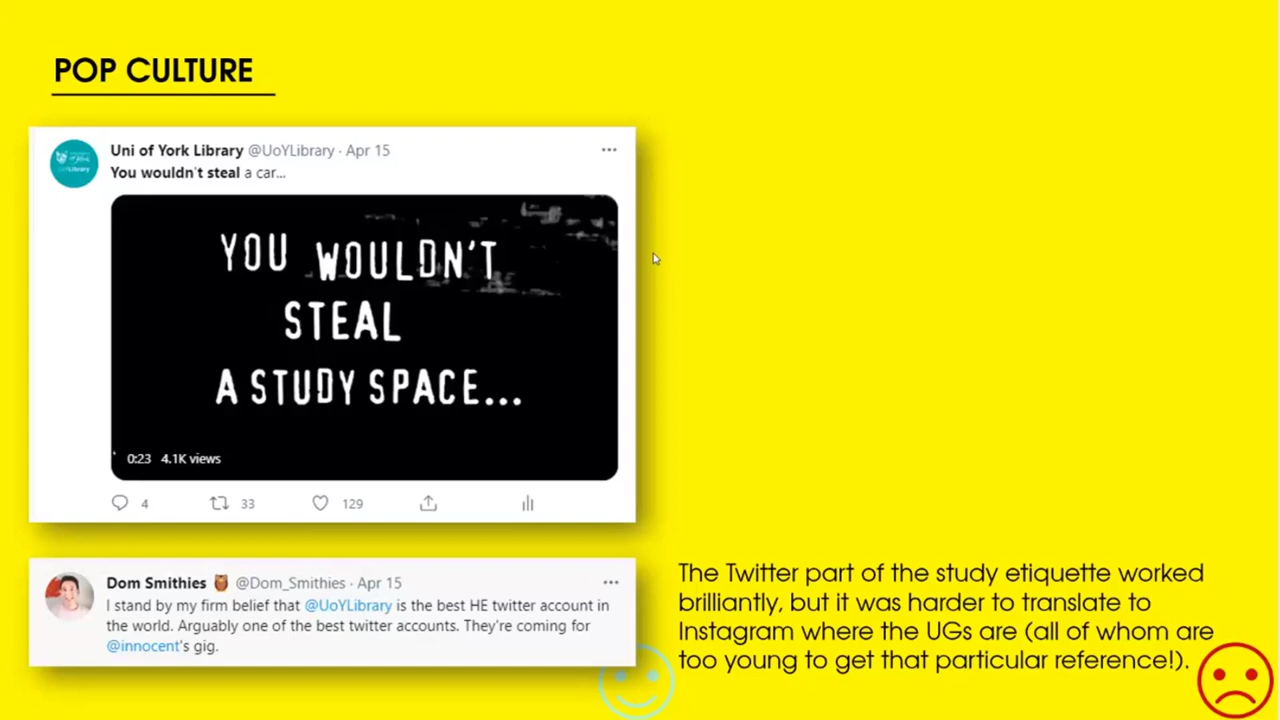 POP CULTURE
Uni of York Library @UoYLibrary · Apr 15
You wouldn't steal a car...
YOU WOULDN'T
STEAL
A STUDY SPACE...
0:23 4.1K views
4 33 129
Dom Smithies @Dom_Smithies · Apr 15
I stand by my firm belief that @UoYLibrary is the best HE twitter account in
the world. Arguably one of the best twitter accounts. They're coming for
@innocent's gig.
The Twitter part of the study etiquette worked
brilliantly, but it was harder to translate to
Instagram where the UGs are (all of whom are
too young to get that particular reference!).